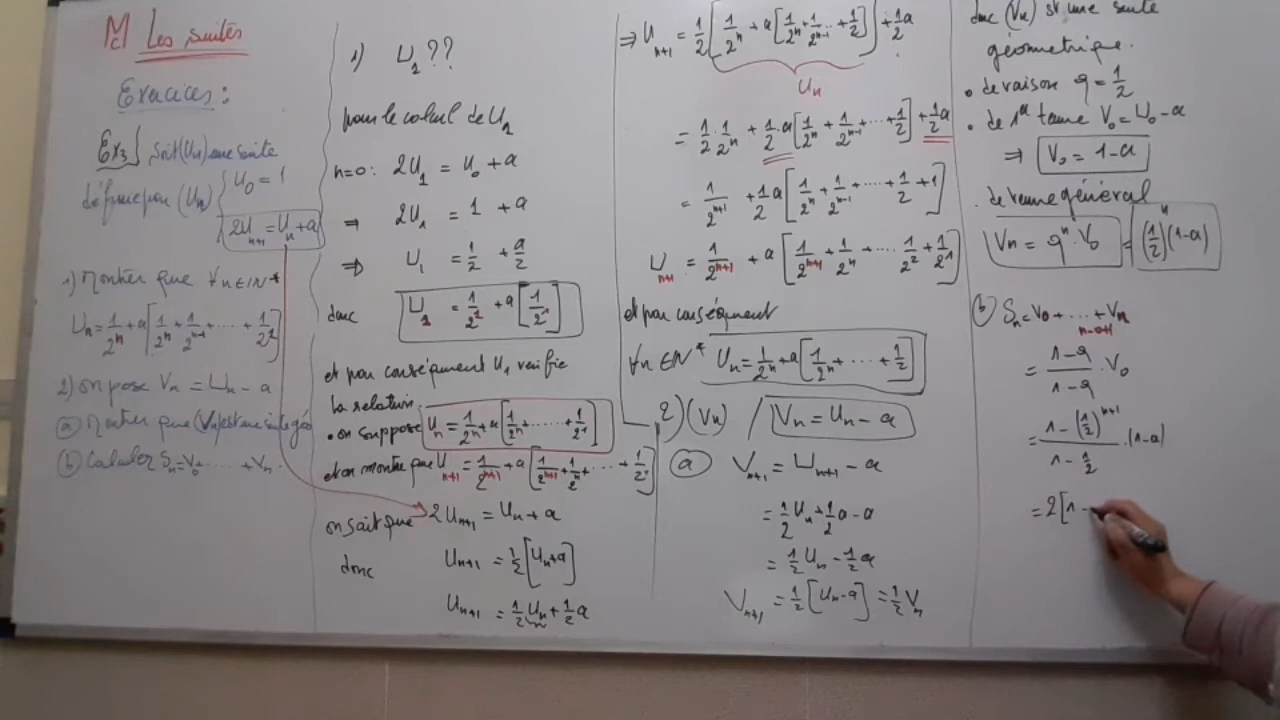 Mc Les suites
Exercices :
Ex3 } Soit (Un) une suite
définie par (Un) { U0 = 1
2Un+1 = Un + a
1) Montrer que ∀n ∈ IN*
Un = 1/2^n + a[1/2^n + 1/2^(n-1) + ... + 1/2^1]
2) on pose Vn = Un - a
(a) Montrer que (Vn) est une suite géo
(b) Calculer Sn = V0 + ... + Vn.
1) U2 ??
pour le calcul de U2
n=0 : 2U1 = U0 + a
⇒ 2U1 = 1 + a
⇒ U1 = 1/2 + a/2
donc U1 = 1/2^1 + a[1/2^1]
et par conséquent U1 verifie
la relation.
• on suppose Un = 1/2^n + a[1/2^n + ...... + 1/2^1]
et on montre que Un+1 = 1/2^(n+1) + a[1/2^(n+1) + 1/2^n + ... + 1/2^1]
on sait que 2Un+1 = Un + a
donc Un+1 = 1/2[Un + a]
Un+1 = 1/2 Un + 1/2 a
⇒ Un+1 = 1/2[1/2^n + a[1/2^n + 1/2^(n-1) ... + 1/2]] + 1/2 a
Un
= 1/2 · 1/2^n + 1/2 · a[1/2^n + 1/2^(n-1) + ... + 1/2] + 1/2 a
= 1/2^(n+1) + 1/2 a[1/2^n + 1/2^(n-1) + .... + 1/2 + 1]
Un+1 = 1/2^(n+1) + a[1/2^(n+1) + 1/2^n + .... 1/2^2 + 1/2^1]
et par conséquent
∀n ∈ IN* Un = 1/2^n + a[1/2^n + ... + 1/2]
2) (Vn) / Vn = Un - a
(a) Vn+1 = Un+1 - a
= 1/2 Un + 1/2 a - a
= 1/2 Un - 1/2 a
Vn+1 = 1/2[Un - a] = 1/2 Vn
donc (Vn) est une suite
géometrique.
• de raison q = 1/2
• de 1er terme V0 = U0 - a
⇒ V0 = 1 - a
. de terme général
Vn = q^n · V0 = (1/2)^n (1-a)
(b) Sn = V0 + ... + Vn
= (1 - q^(n-0+1))/(1 - q) · V0
= (1 - (1/2)^(n+1))/(1 - 1/2) · (1-a)
= 2[1 -